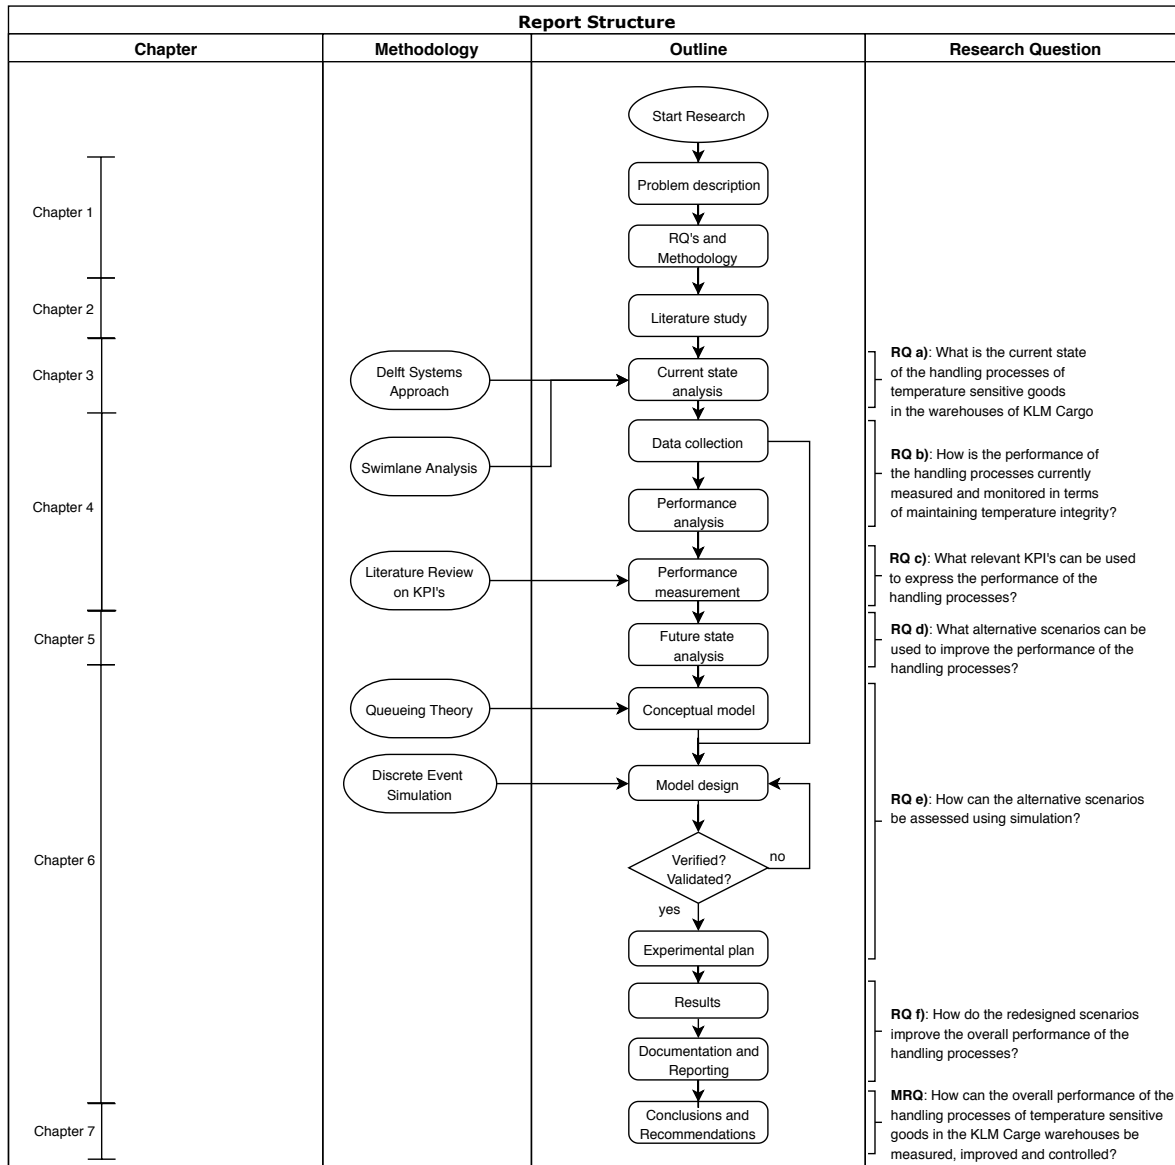 Report Structure
Chapter
Methodology
Outline
Research Question
Start Research
Problem description
Chapter 1
RQ's and
Methodology
Chapter 2
Literature study
Chapter 3
Delft Systems
Approach
Current state
analysis
RQ a): What is the current state
of the handling processes of
temperature sensitive goods
in the warehouses of KLM Cargo
Data collection
Swimlane Analysis
RQ b): How is the performance of
the handling processes currently
measured and monitored in terms
of maintaining temperature integrity?
Chapter 4
Performance
analysis
Literature Review
on KPI's
Performance
measurement
RQ c): What relevant KPI's can be used
to express the performance of the
handling processes?
Chapter 5
Future state
analysis
RQ d): What alternative scenarios can be
used to improve the performance of the
handling processes?
Queueing Theory
Conceptual model
Discrete Event
Simulation
Model design
RQ e): How can the alternative scenarios
be assessed using simulation?
Chapter 6
Verified?
Validated?
no
yes
Experimental plan
Results
RQ f): How do the redesigned scenarios
improve the overall performance of the
handling processes?
Documentation and
Reporting
Chapter 7
Conclusions and
Recommendations
MRQ: How can the overall performance of the
handling processes of temperature sensitive
goods in the KLM Carge warehouses be
measured, improved and controlled?